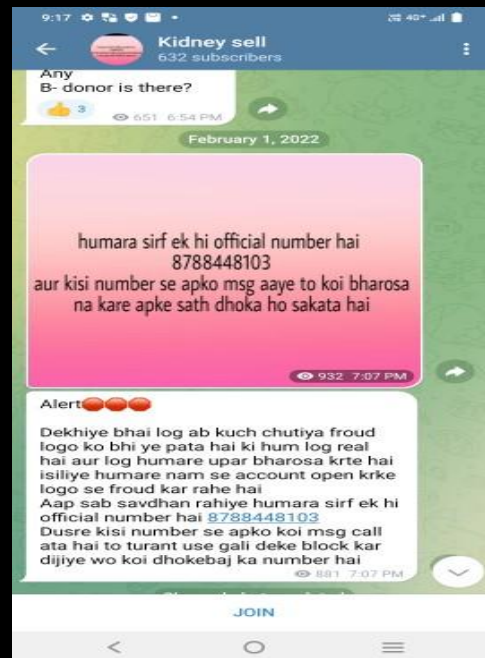 9:17
Kidney sell
632 subscribers
Any
B- donor is there?
3
651 6:54 PM
February 1, 2022
humara sirf ek hi official number hai
8788448103
aur kisi number se apko msg aaye to koi bharosa
na kare apke sath dhoka ho sakata hai
932 7:07 PM
Alert
Dekhiye bhai log ab kuch chutiya froud
logo ko bhi ye pata hai ki hum log real
hai aur log humare upar bharosa krte hai
isiliye humare nam se account open krke
logo se froud kar rahe hai
Aap sab savdhan rahiye humara sirf ek hi
official number hai 8788448103
Dusre kisi number se apko koi msg call
ata hai to turant use gali deke block kar
dijiye wo koi dhokebaj ka number hai
881 7:07 PM
JOIN